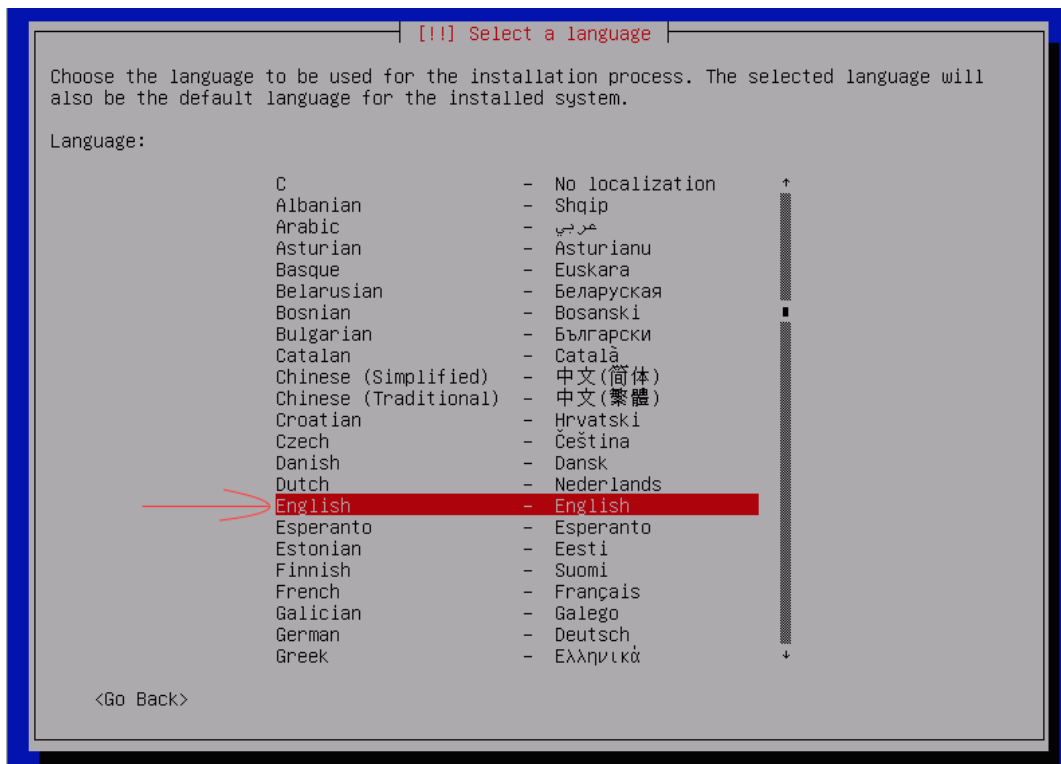 [!!] Select a language
Choose the language to be used for the installation process. The selected language will
also be the default language for the installed system.
Language:
C - No localization
Albanian - Shqip
Arabic - عربي
Asturian - Asturianu
Basque - Euskara
Belarusian - Беларуская
Bosnian - Bosanski
Bulgarian - Български
Catalan - Català
Chinese (Simplified) - 中文(简体)
Chinese (Traditional) - 中文(繁體)
Croatian - Hrvatski
Czech - Čeština
Danish - Dansk
Dutch - Nederlands
English - English
Esperanto - Esperanto
Estonian - Eesti
Finnish - Suomi
French - Français
Galician - Galego
German - Deutsch
Greek - Ελληνικά
<Go Back>